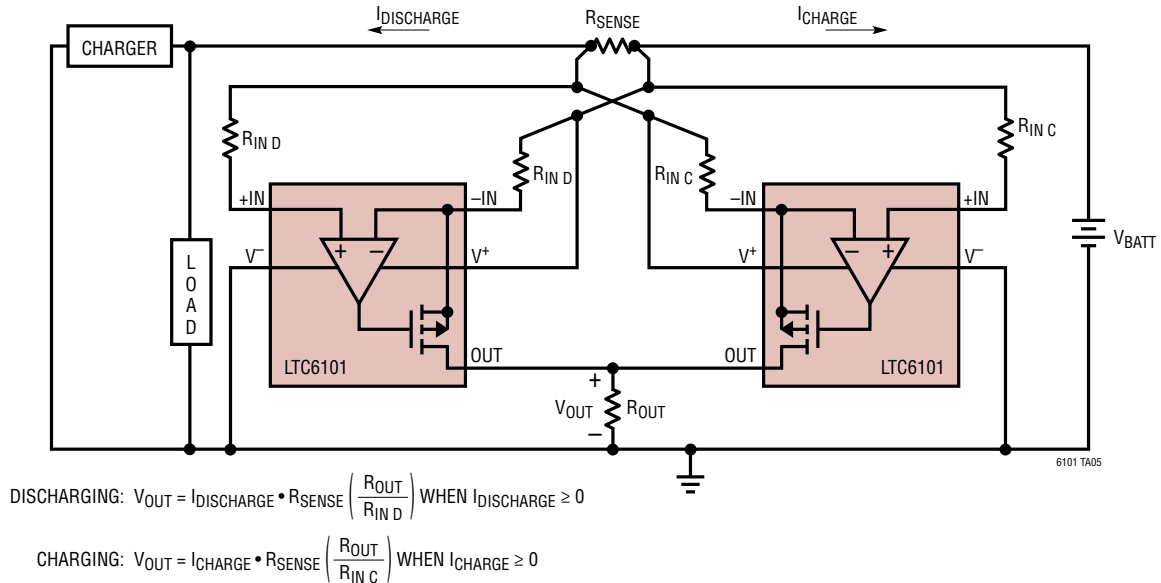 IDISCHARGE
RSENSE
ICHARGE
CHARGER
RIN D
RIN D
RIN C
RIN C
+IN
–IN
–IN
+IN
V–
V+
V+
V–
+ –
– +
VBATT
LOAD
OUT
OUT
LTC6101
LTC6101
+
VOUT
ROUT
–
6101 TA05
DISCHARGING: VOUT = IDISCHARGE • RSENSE (ROUT / RIN D) WHEN IDISCHARGE ≥ 0
CHARGING: VOUT = ICHARGE • RSENSE (ROUT / RIN C) WHEN ICHARGE ≥ 0